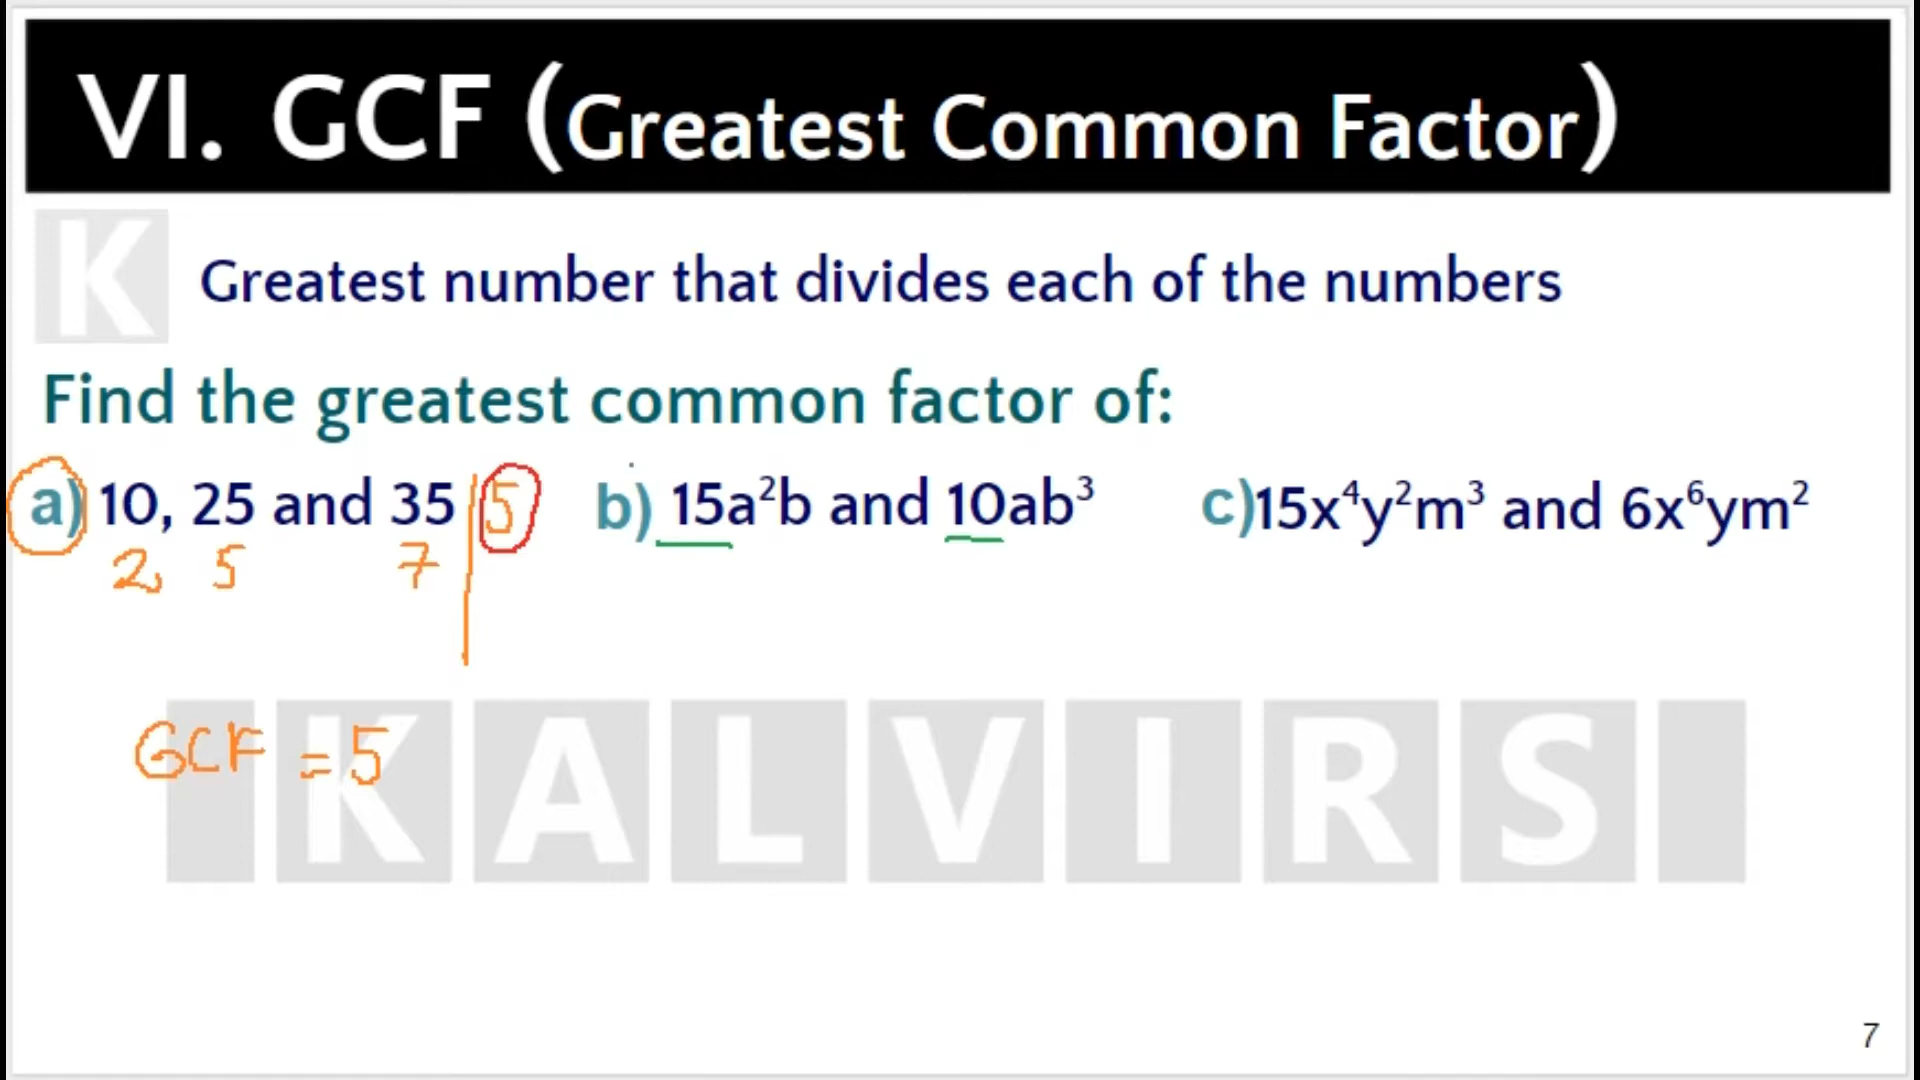 VI. GCF (Greatest Common Factor)
K
Greatest number that divides each of the numbers
Find the greatest common factor of:
a) 10, 25 and 35 5 b) 15a²b and 10ab³ c)15x⁴y²m³ and 6x⁶ym²
2, 5 7
GCF = 5
KALVIRS
7